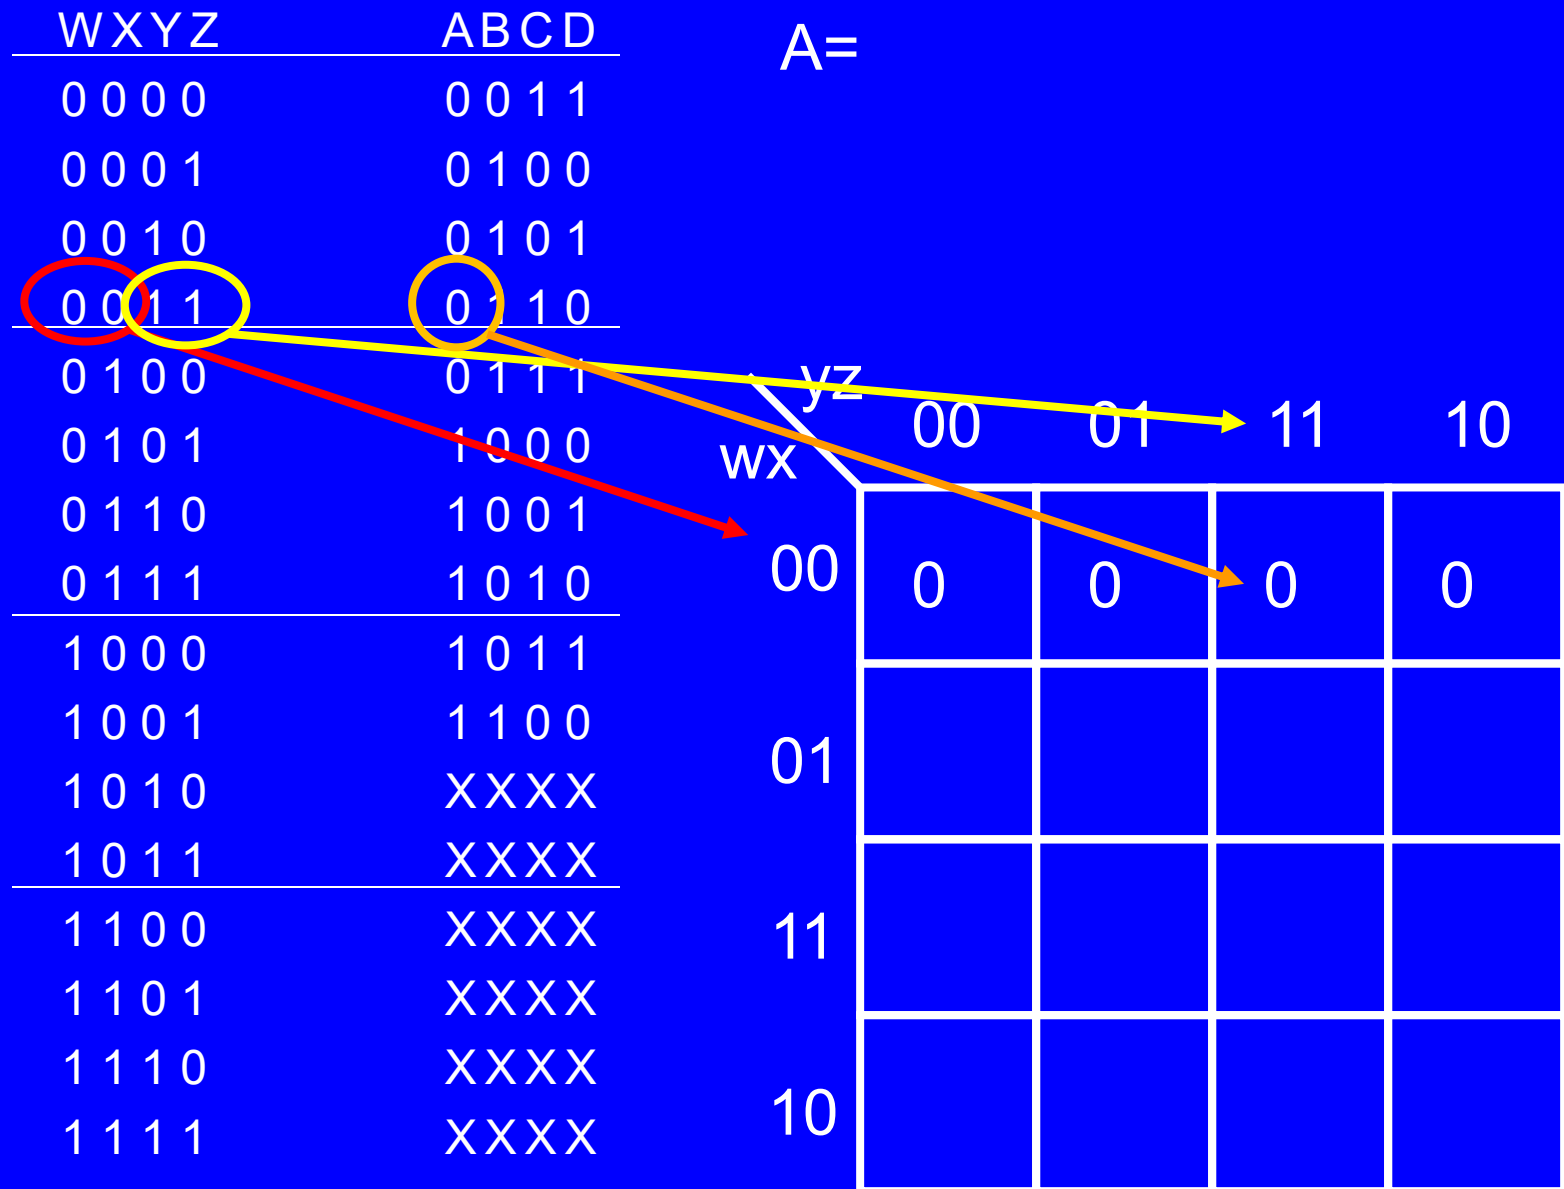 WXYZ ABCD
0000 0011
0001 0100
0010 0101
0011 0110
0100 0111
0101 1000
0110 1001
0111 1010
1000 1011
1001 1100
1010 XXXX
1011 XXXX
1100 XXXX
1101 XXXX
1110 XXXX
1111 XXXX
A=
yz
00 01 11 10
wx
00 0 0 0 0
01
11
10